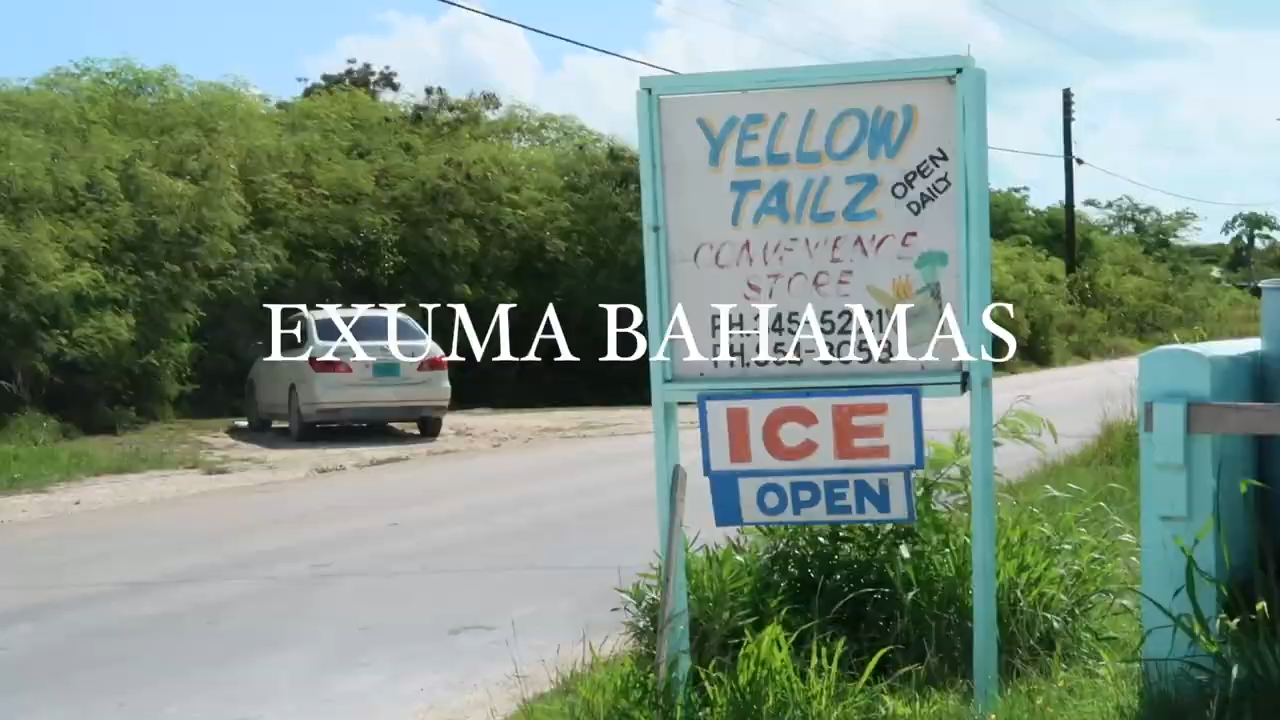 YELLOW
TAILZ
OPEN
DAILY
CONVENIENCE
STORE
EXUMA BAHAMAS
ICE
OPEN